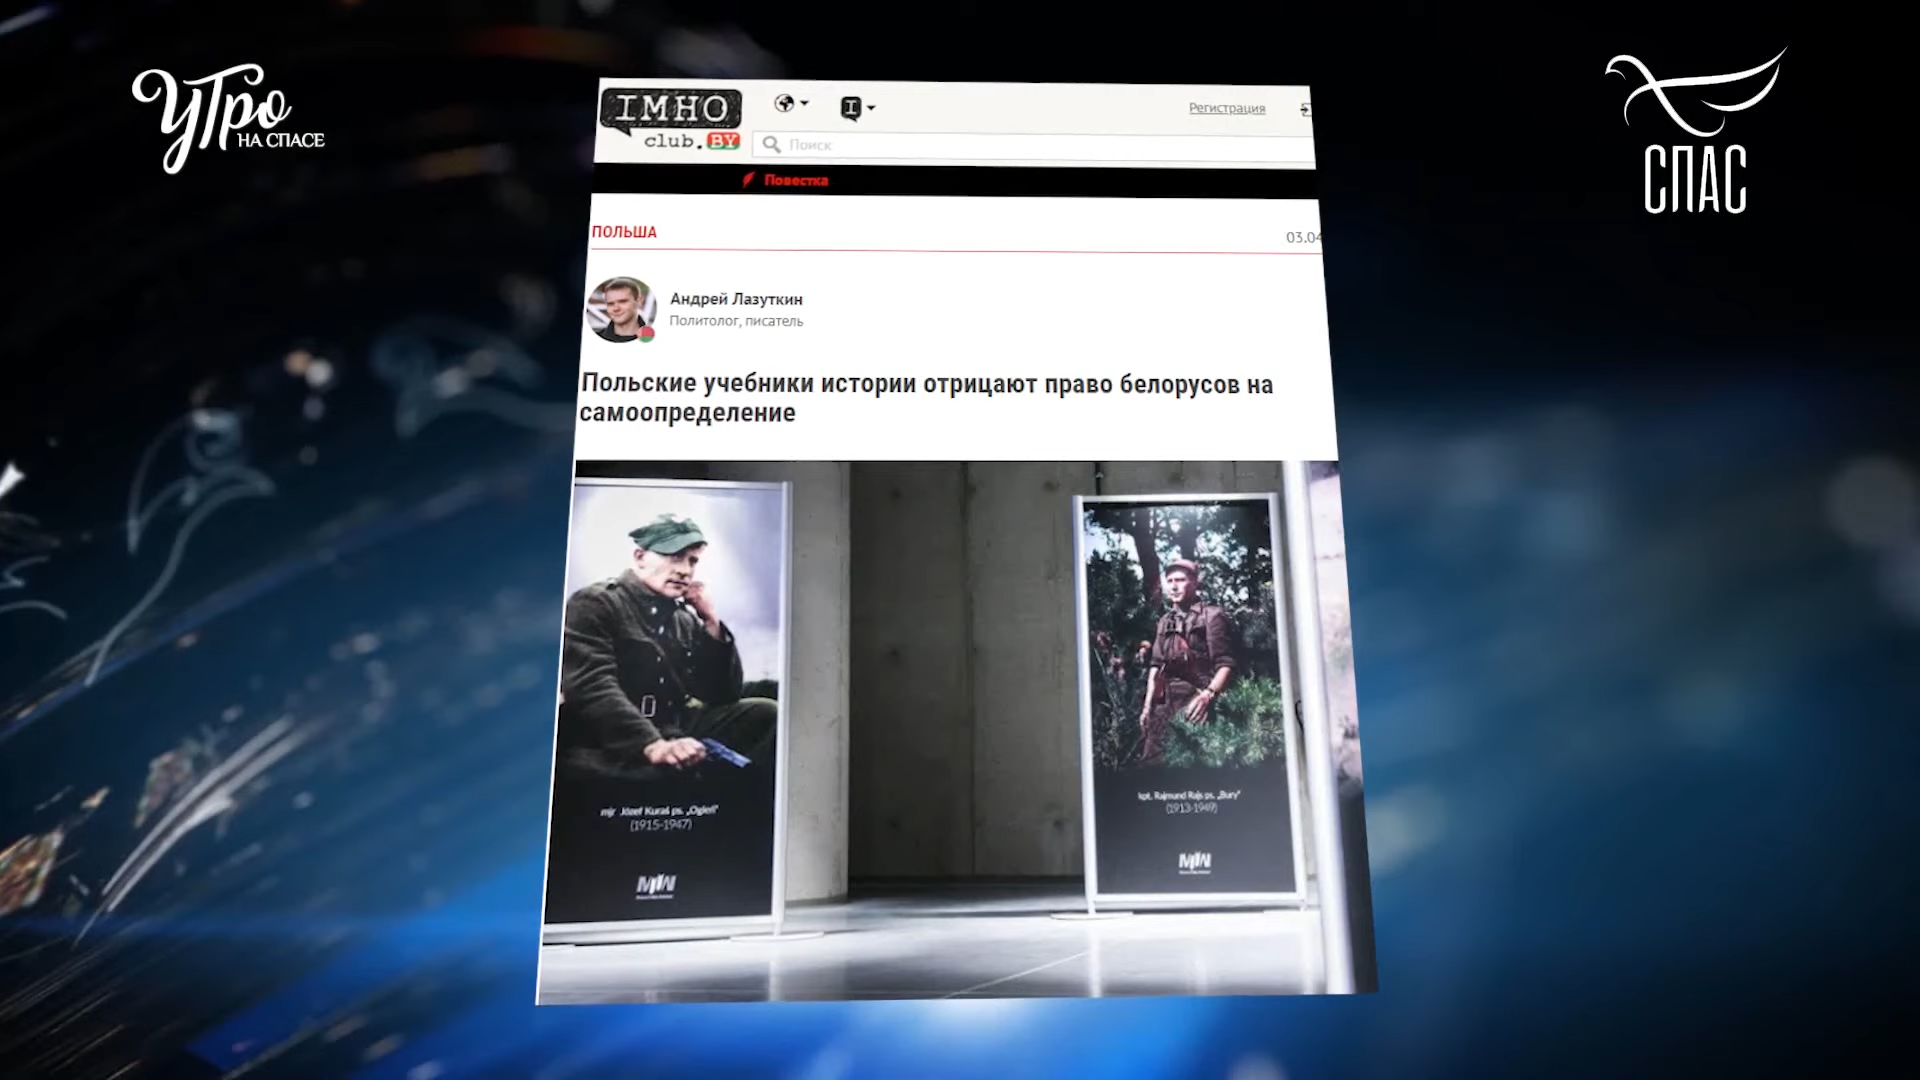 Утро
НА СПАСЕ
СПАС
IMHO
club.BY
I
Регистрация
Поиск
Повестка
ПОЛЬША
03.04
Андрей Лазуткин
Политолог, писатель
Польские учебники истории отрицают право белорусов на
самоопределение
mjr Józef Kuraś ps. „Ogień”
(1915-1947)
kpt. Rajmund Rajs ps. „Bury”
(1913-1949)